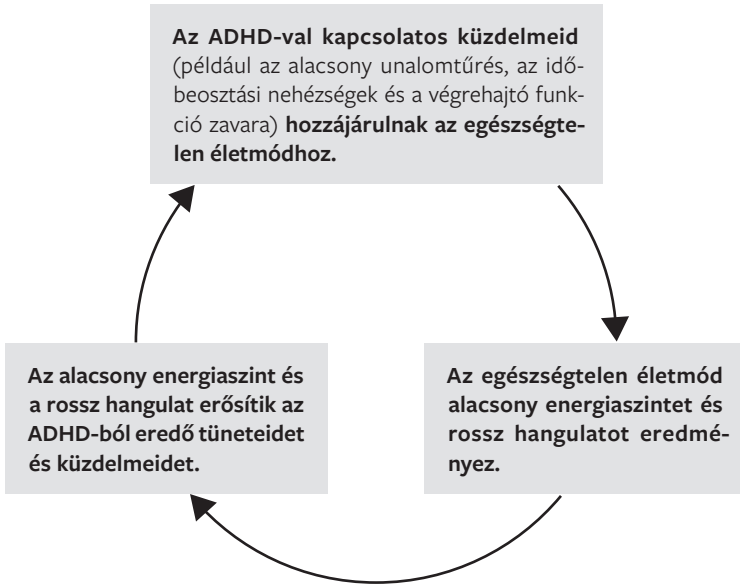 Az ADHD-val kapcsolatos küzdelmeid
(például az alacsony unalomtűrés, az idő-
beosztási nehézségek és a végrehajtó funk-
ció zavara) hozzájárulnak az egészségte-
len életmódhoz.
Az alacsony energiaszint és
a rossz hangulat erősítik az
ADHD-ból eredő tüneteidet
és küzdelmeidet.
Az egészségtelen életmód
alacsony energiaszintet és
rossz hangulatot eredmé-
nyez.